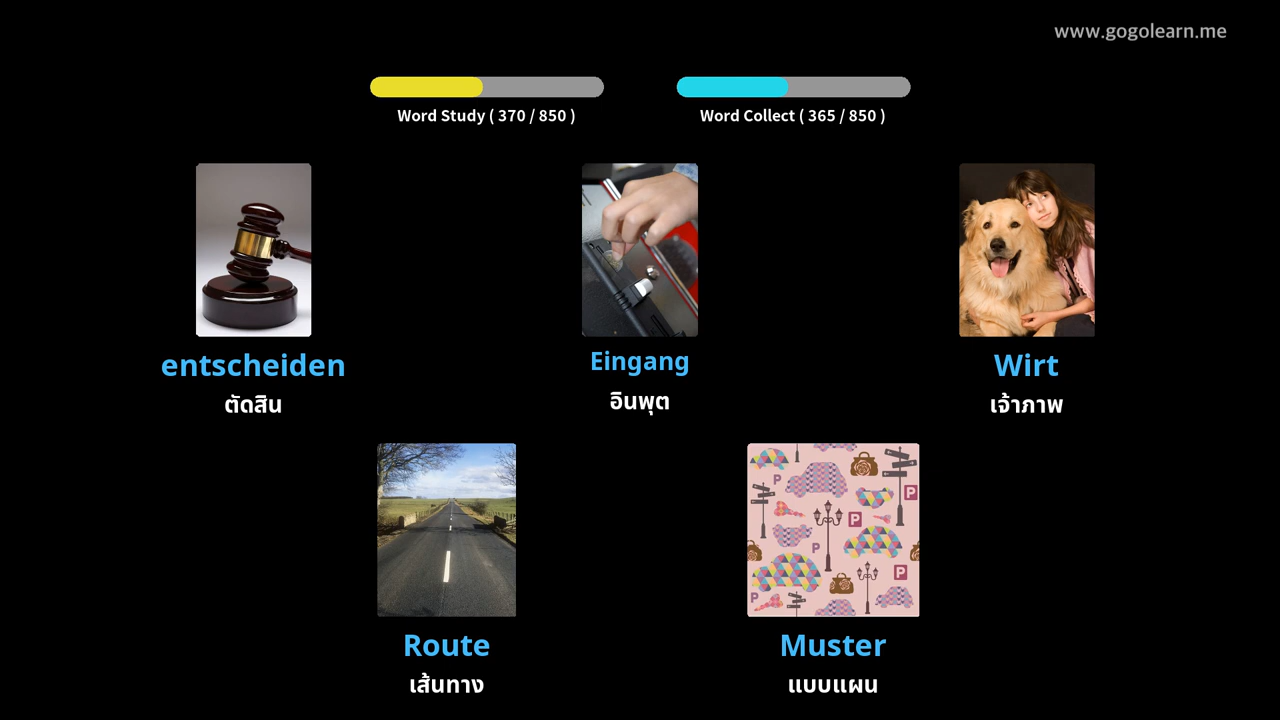 www.gogolearn.me
Word Study ( 370 / 850 )
Word Collect ( 365 / 850 )
entscheiden
ตัดสิน
Eingang
อินพุต
Wirt
เจ้าภาพ
P
P
P
P
P
P
Route
เส้นทาง
Muster
แบบแผน